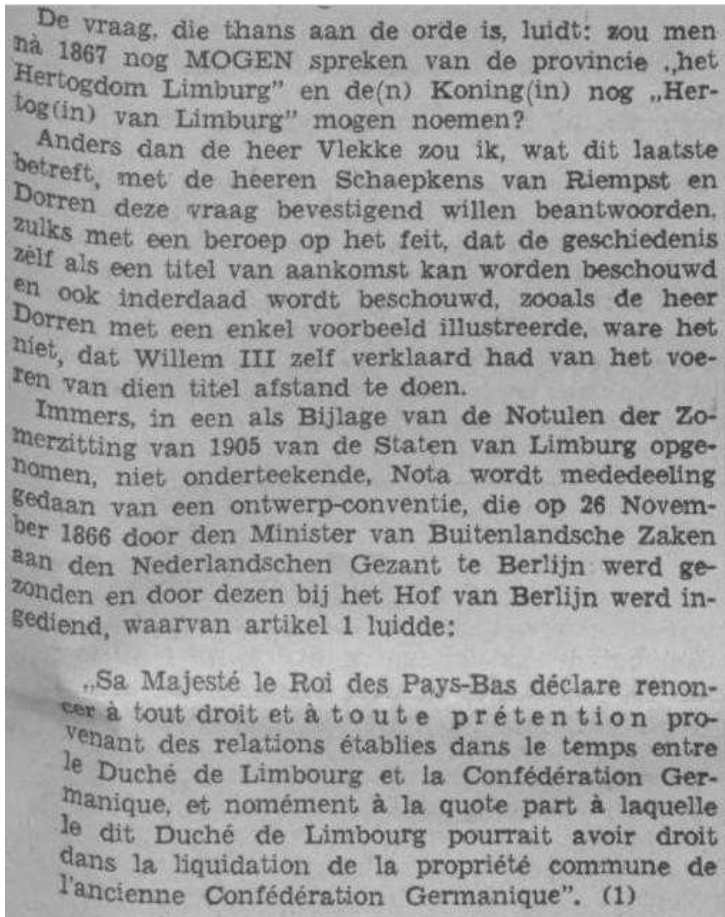 De vraag, die thans aan de orde is, luidt: zou men
nà 1867 nog MOGEN spreken van de provincie „het
Hertogdom Limburg” en de(n) Koning(in) nog „Her-
tog(in) van Limburg” mogen noemen?
Anders dan de heer Vlekke zou ik, wat dit laatste
betreft, met de heeren Schaepkens van Riempst en
Dorren deze vraag bevestigend willen beantwoorden,
zulks met een beroep op het feit, dat de geschiedenis
zèlf als een titel van aankomst kan worden beschouwd
en ook inderdaad wordt beschouwd, zooals de heer
Dorren met een enkel voorbeeld illustreerde, ware het
niet, dat Willem III zelf verklaard had van het voe-
ren van dien titel afstand te doen.
Immers, in een als Bijlage van de Notulen der Zo-
merzitting van 1905 van de Staten van Limburg opge-
nomen, niet onderteekende, Nota wordt mededeeling
gedaan van een ontwerp-conventie, die op 26 Novem-
ber 1866 door den Minister van Buitenlandsche Zaken
aan den Nederlandschen Gezant te Berlijn werd ge-
zonden en door dezen bij het Hof van Berlijn werd in-
gediend, waarvan artikel 1 luidde:
„Sa Majesté le Roi des Pays-Bas déclare renon-
cer à tout droit et à toute prétention pro-
venant des relations établies dans le temps entre
le Duché de Limbourg et la Confédération Ger-
manique, et nomément à la quote part à laquelle
le dit Duché de Limbourg pourrait avoir droit
dans la liquidation de la propriété commune de
l'ancienne Confédération Germanique”. (1)